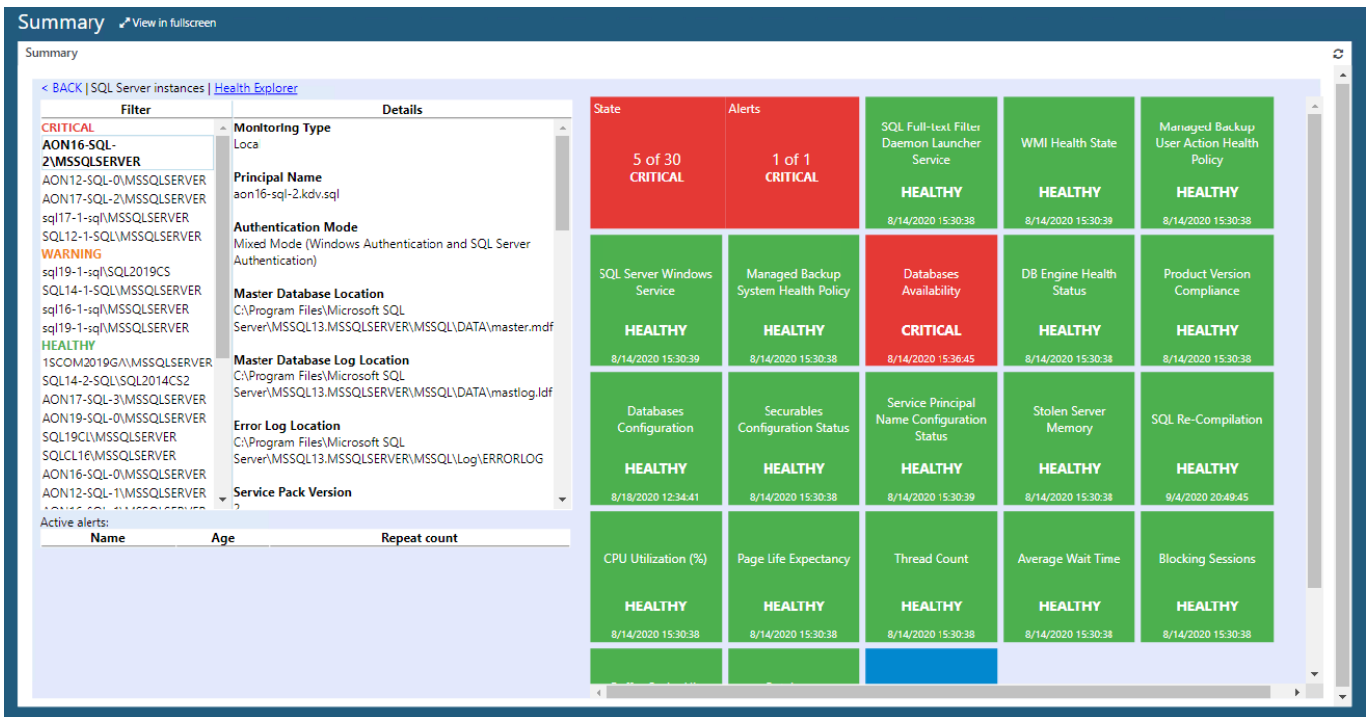 Summary View in fullscreen
Summary
< BACK | SQL Server instances | Health Explorer
Filter
CRITICAL
AON16-SQL-
2\MSSQLSERVER
AON12-SQL-0\MSSQLSERVER
AON17-SQL-2\MSSQLSERVER
sql17-1-sql\MSSQLSERVER
SQL12-1-SQL\MSSQLSERVER
WARNING
sql19-1-sql\SQL2019CS
SQL14-1-SQL\MSSQLSERVER
sql16-1-sql\MSSQLSERVER
sql19-1-sql\MSSQLSERVER
HEALTHY
1SCOM2019GA\MSSQLSERVER
SQL14-2-SQL\SQL2014CS2
AON17-SQL-3\MSSQLSERVER
AON19-SQL-0\MSSQLSERVER
SQL19CL\MSSQLSERVER
SQLCL16\MSSQLSERVER
AON16-SQL-0\MSSQLSERVER
AON12-SQL-1\MSSQLSERVER
Details
Monitoring Type
Loca
Principal Name
aon16-sql-2.kdv.sql
Authentication Mode
Mixed Mode (Windows Authentication and SQL Server
Authentication)
Master Database Location
C:\Program Files\Microsoft SQL
Server\MSSQL13.MSSQLSERVER\MSSQL\DATA\master.mdf
Master Database Log Location
C:\Program Files\Microsoft SQL
Server\MSSQL13.MSSQLSERVER\MSSQL\DATA\mastlog.ldf
Error Log Location
C:\Program Files\Microsoft SQL
Server\MSSQL13.MSSQLSERVER\MSSQL\Log\ERRORLOG
Service Pack Version
Active alerts:
Name Age Repeat count
State
5 of 30
CRITICAL
Alerts
1 of 1
CRITICAL
SQL Full-text Filter
Daemon Launcher
Service
HEALTHY
8/14/2020 15:30:38
WMI Health State
HEALTHY
8/14/2020 15:30:39
Managed Backup
User Action Health
Policy
HEALTHY
8/14/2020 15:30:38
SQL Server Windows
Service
HEALTHY
8/14/2020 15:30:39
Managed Backup
System Health Policy
HEALTHY
8/14/2020 15:30:38
Databases
Availability
CRITICAL
8/14/2020 15:36:45
DB Engine Health
Status
HEALTHY
8/14/2020 15:30:38
Product Version
Compliance
HEALTHY
8/14/2020 15:30:38
Databases
Configuration
HEALTHY
8/18/2020 12:34:41
Securables
Configuration Status
HEALTHY
8/14/2020 15:30:38
Service Principal
Name Configuration
Status
HEALTHY
8/14/2020 15:30:39
Stolen Server
Memory
HEALTHY
8/14/2020 15:30:38
SQL Re-Compilation
HEALTHY
9/4/2020 20:49:45
CPU Utilization (%)
HEALTHY
8/14/2020 15:30:38
Page Life Expectancy
HEALTHY
8/14/2020 15:30:38
Thread Count
HEALTHY
8/14/2020 15:30:38
Average Wait Time
HEALTHY
8/14/2020 15:30:38
Blocking Sessions
HEALTHY
8/14/2020 15:30:38